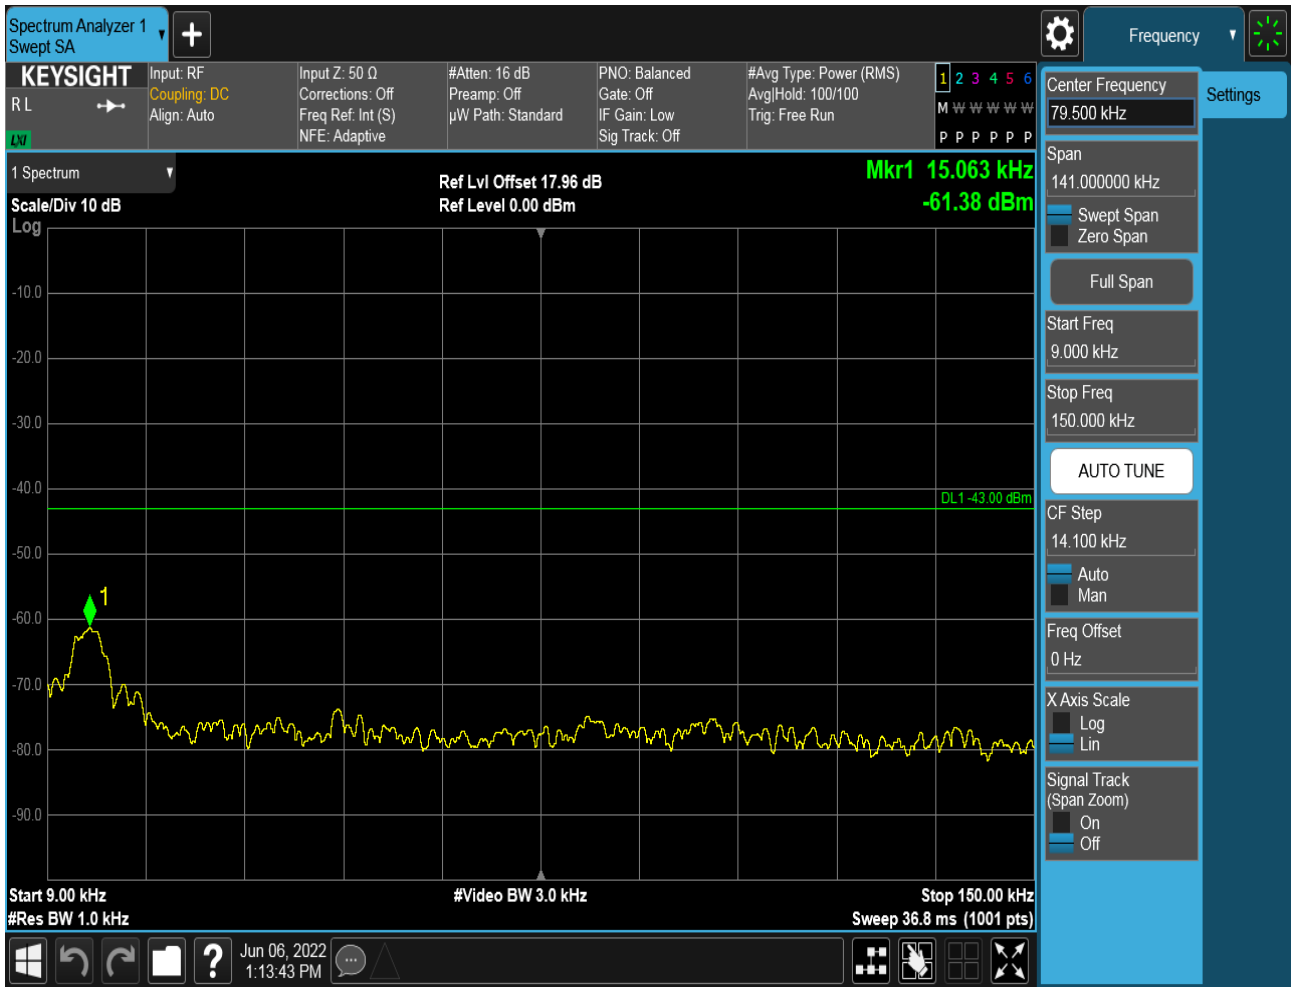 Spectrum Analyzer 1
Swept SA
Frequency
KEYSIGHT
R L
LXI
Input: RF
Coupling: DC
Align: Auto
Input Z: 50 Ω
Corrections: Off
Freq Ref: Int (S)
NFE: Adaptive
#Atten: 16 dB
Preamp: Off
µW Path: Standard
PNO: Balanced
Gate: Off
IF Gain: Low
Sig Track: Off
#Avg Type: Power (RMS)
Avg|Hold: 100/100
Trig: Free Run
1 2 3 4 5 6
M W W W W W
P P P P P P
1 Spectrum
Scale/Div 10 dB
Log
Ref Lvl Offset 17.96 dB
Ref Level 0.00 dBm
Mkr1 15.063 kHz
-61.38 dBm
-10.0
-20.0
-30.0
-40.0
DL1 -43.00 dBm
-50.0
1
-60.0
-70.0
-80.0
-90.0
Start 9.00 kHz
#Video BW 3.0 kHz
Stop 150.00 kHz
#Res BW 1.0 kHz
Sweep 36.8 ms (1001 pts)
Center Frequency
79.500 kHz
Settings
Span
141.000000 kHz
Swept Span
Zero Span
Full Span
Start Freq
9.000 kHz
Stop Freq
150.000 kHz
AUTO TUNE
CF Step
14.100 kHz
Auto
Man
Freq Offset
0 Hz
X Axis Scale
Log
Lin
Signal Track
(Span Zoom)
On
Off
?
Jun 06, 2022
1:13:43 PM